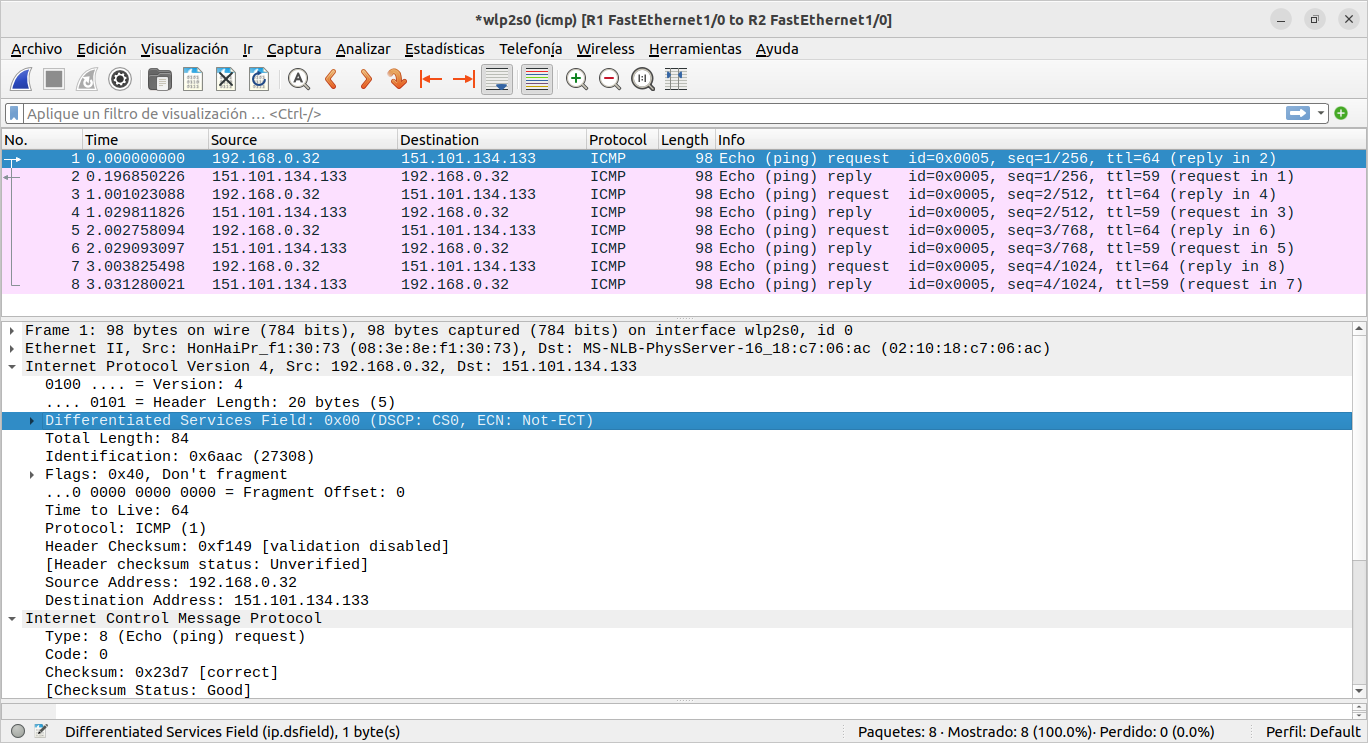 *wlp2s0 (icmp) [R1 FastEthernet1/0 to R2 FastEthernet1/0]
Archivo Edición Visualización Ir Captura Analizar Estadísticas Telefonía Wireless Herramientas Ayuda
Aplique un filtro de visualización … <Ctrl-/>
No. Time Source Destination Protocol Length Info
1 0.000000000 192.168.0.32 151.101.134.133 ICMP 98 Echo (ping) request id=0x0005, seq=1/256, ttl=64 (reply in 2)
2 0.196850226 151.101.134.133 192.168.0.32 ICMP 98 Echo (ping) reply id=0x0005, seq=1/256, ttl=59 (request in 1)
3 1.001023088 192.168.0.32 151.101.134.133 ICMP 98 Echo (ping) request id=0x0005, seq=2/512, ttl=64 (reply in 4)
4 1.029811826 151.101.134.133 192.168.0.32 ICMP 98 Echo (ping) reply id=0x0005, seq=2/512, ttl=59 (request in 3)
5 2.002758094 192.168.0.32 151.101.134.133 ICMP 98 Echo (ping) request id=0x0005, seq=3/768, ttl=64 (reply in 6)
6 2.029093097 151.101.134.133 192.168.0.32 ICMP 98 Echo (ping) reply id=0x0005, seq=3/768, ttl=59 (request in 5)
7 3.003825498 192.168.0.32 151.101.134.133 ICMP 98 Echo (ping) request id=0x0005, seq=4/1024, ttl=64 (reply in 8)
8 3.031280021 151.101.134.133 192.168.0.32 ICMP 98 Echo (ping) reply id=0x0005, seq=4/1024, ttl=59 (request in 7)
Frame 1: 98 bytes on wire (784 bits), 98 bytes captured (784 bits) on interface wlp2s0, id 0
Ethernet II, Src: HonHaiPr_f1:30:73 (08:3e:8e:f1:30:73), Dst: MS-NLB-PhysServer-16_18:c7:06:ac (02:10:18:c7:06:ac)
Internet Protocol Version 4, Src: 192.168.0.32, Dst: 151.101.134.133
0100 .... = Version: 4
.... 0101 = Header Length: 20 bytes (5)
Differentiated Services Field: 0x00 (DSCP: CS0, ECN: Not-ECT)
Total Length: 84
Identification: 0x6aac (27308)
Flags: 0x40, Don't fragment
...0 0000 0000 0000 = Fragment Offset: 0
Time to Live: 64
Protocol: ICMP (1)
Header Checksum: 0xf149 [validation disabled]
[Header checksum status: Unverified]
Source Address: 192.168.0.32
Destination Address: 151.101.134.133
Internet Control Message Protocol
Type: 8 (Echo (ping) request)
Code: 0
Checksum: 0x23d7 [correct]
[Checksum Status: Good]
Differentiated Services Field (ip.dsfield), 1 byte(s) Paquetes: 8 · Mostrado: 8 (100.0%)· Perdido: 0 (0.0%) Perfil: Default